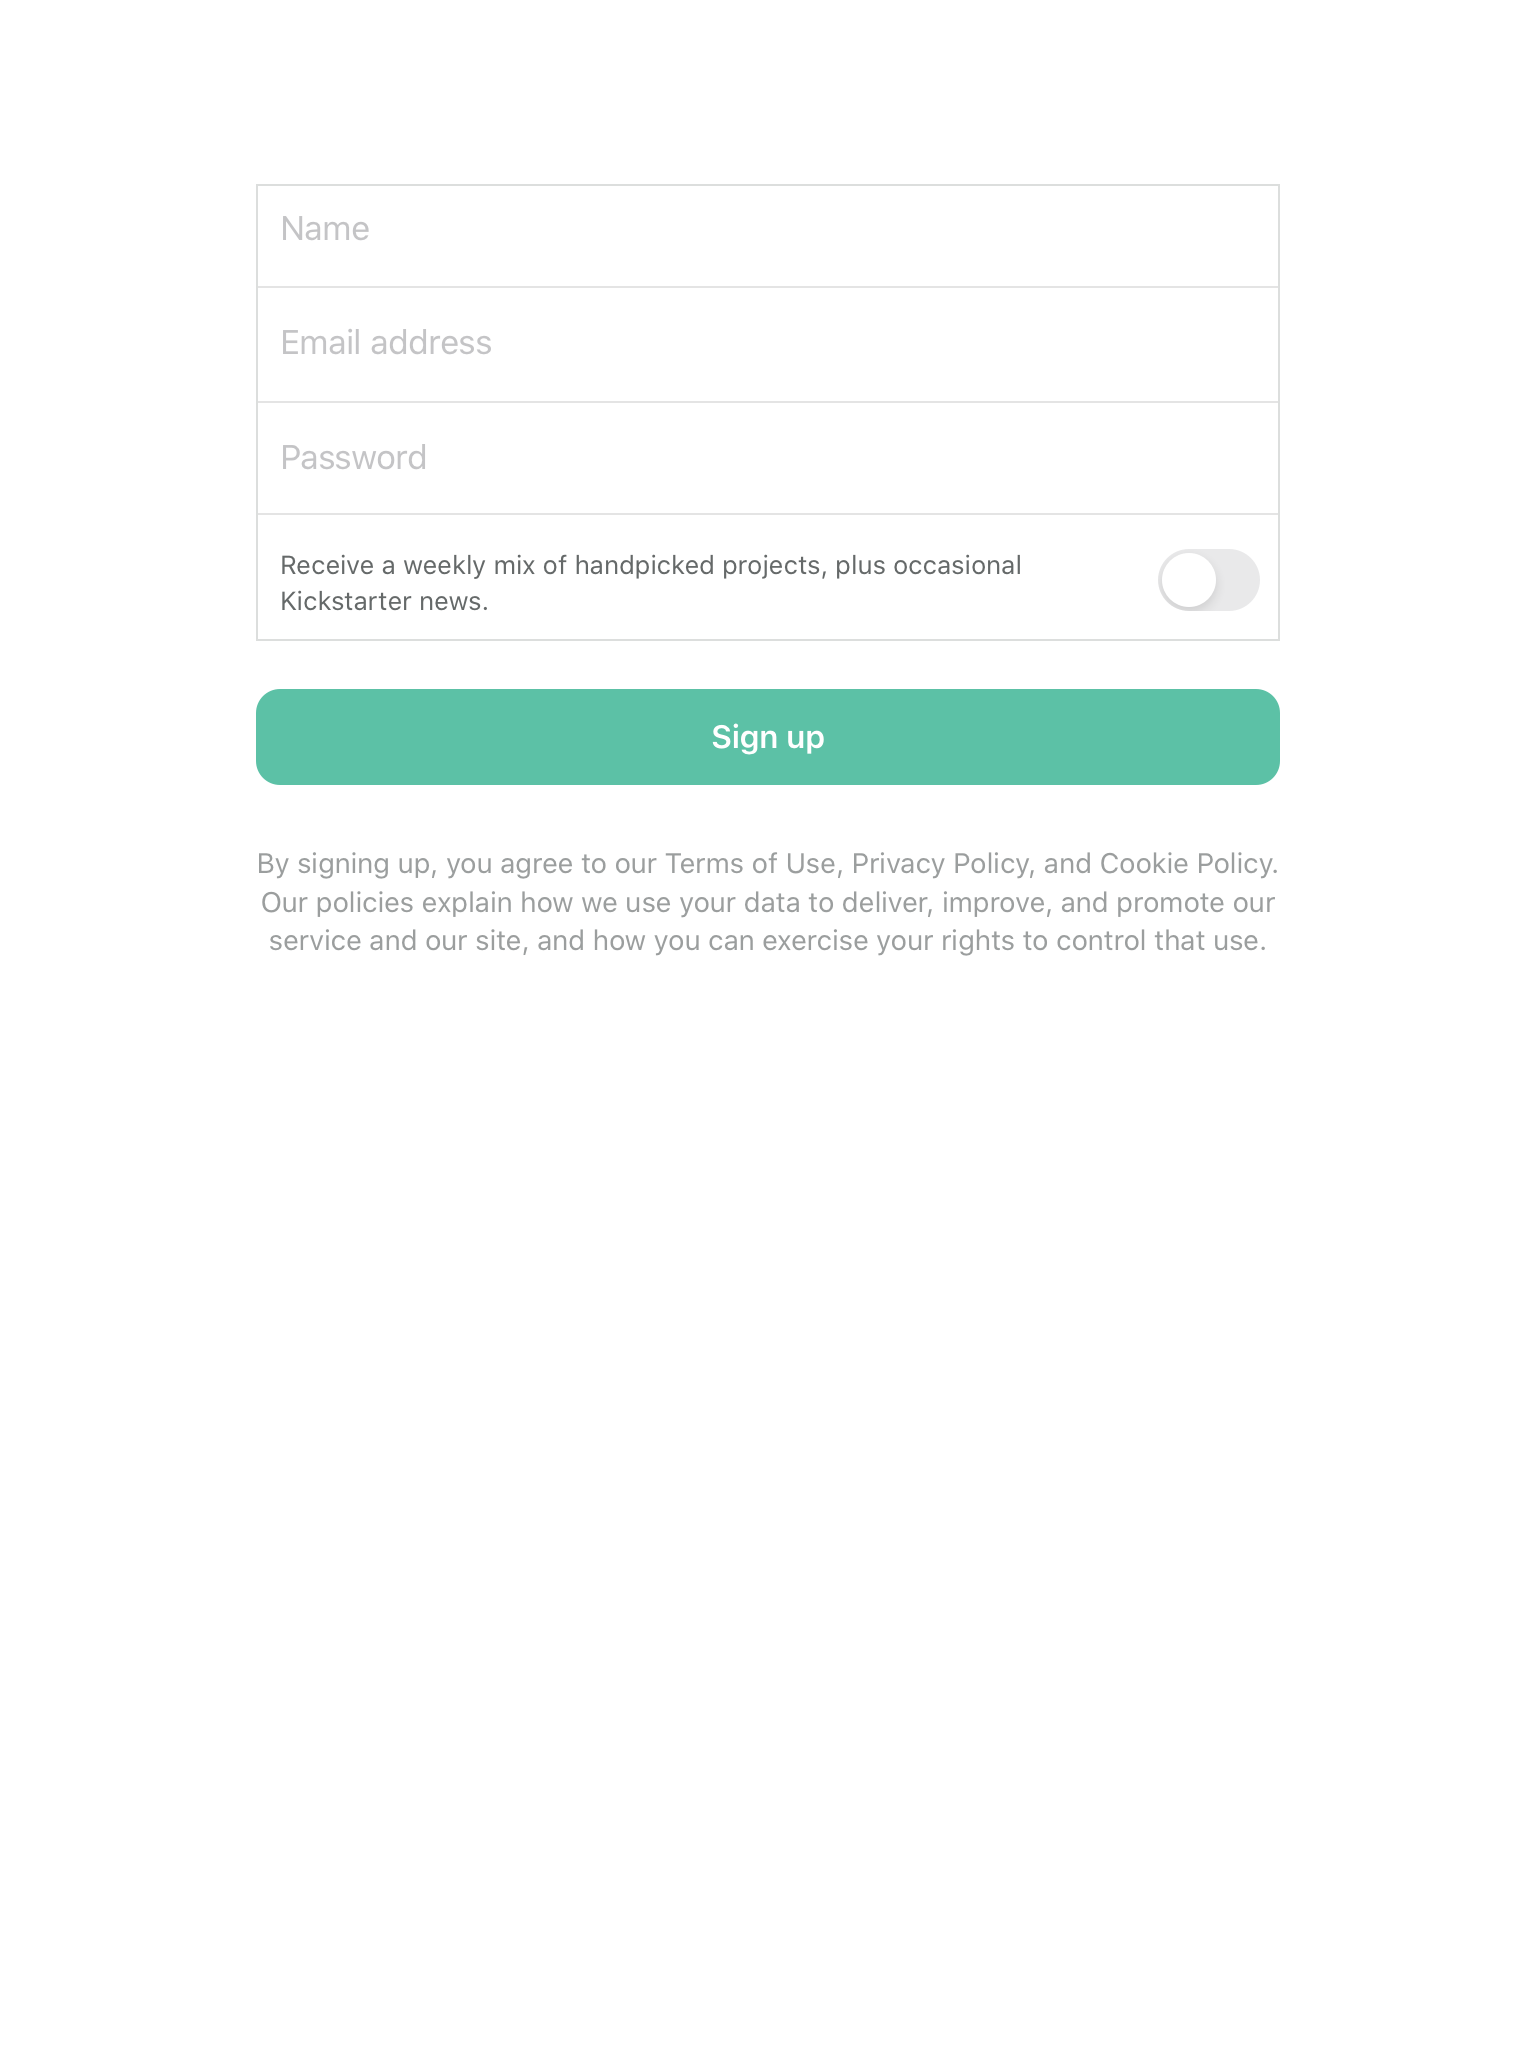 Name
Email address
Password
Receive a weekly mix of handpicked projects, plus occasional
Kickstarter news.
Sign up
By signing up, you agree to our Terms of Use, Privacy Policy, and Cookie Policy.
Our policies explain how we use your data to deliver, improve, and promote our
service and our site, and how you can exercise your rights to control that use.